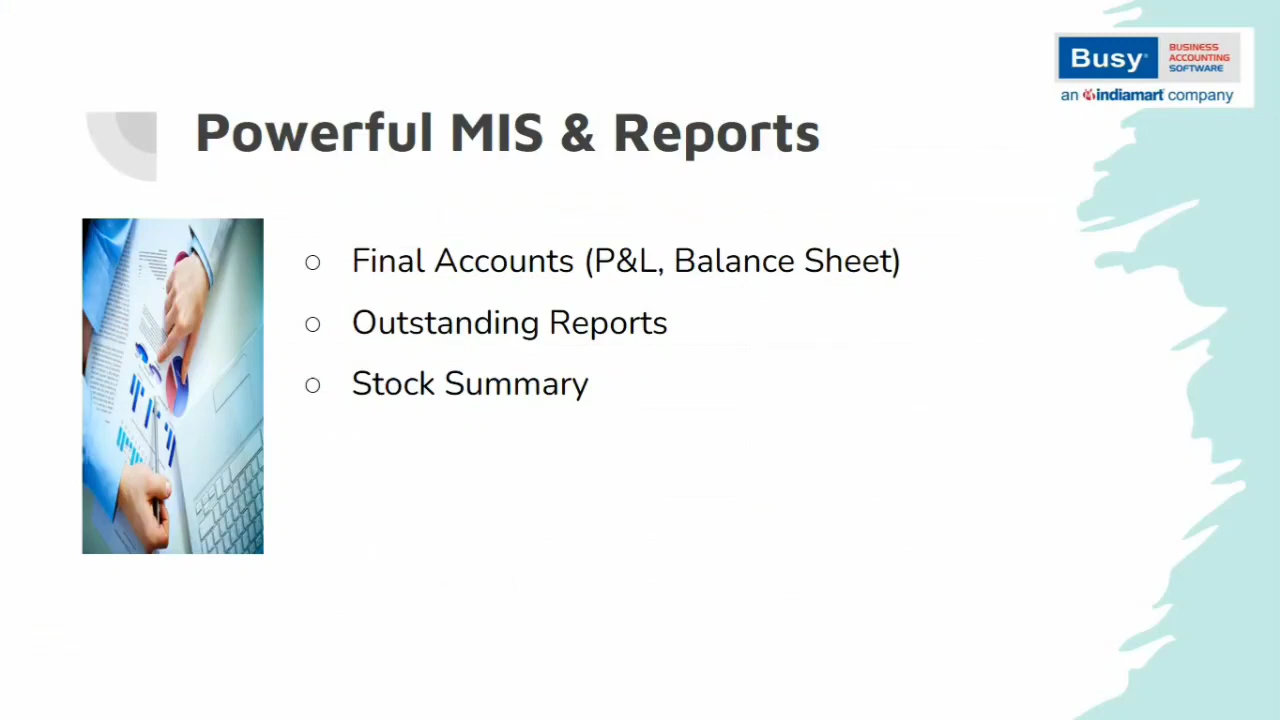 Busy
BUSINESS
ACCOUNTING
SOFTWARE
an indiamart company
Powerful MIS & Reports
○ Final Accounts (P&L, Balance Sheet)
○ Outstanding Reports
○ Stock Summary